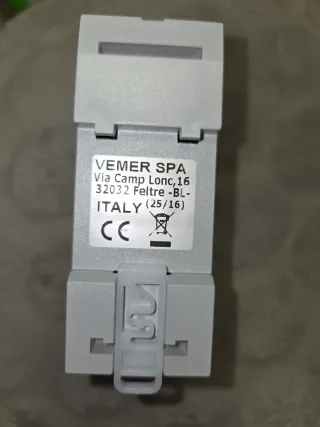 VEMER SPA
Via Camp Lonc,16
32032 Feltre -BL-
ITALY (25/16)
CE